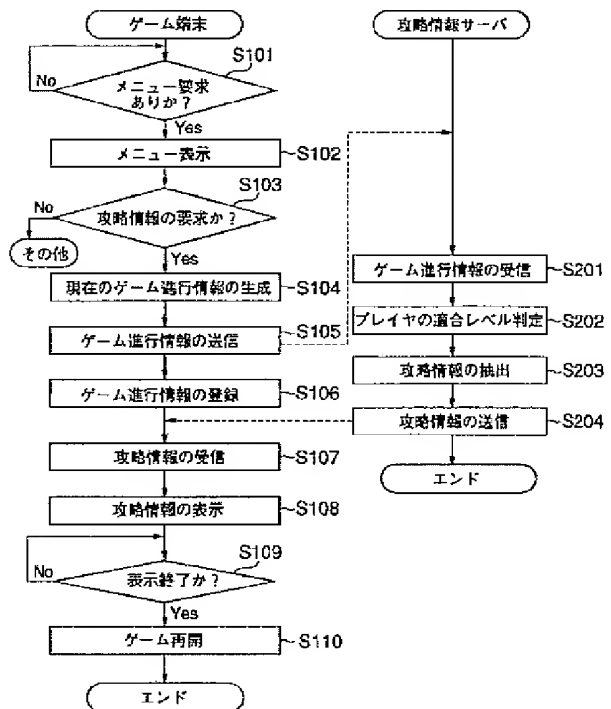 ゲーム端末
S101
No
メニュー要求
ありか？
Yes
メニュー表示
S102
S103
No
攻略情報の要求か？
その他
Yes
現在のゲーム進行情報の生成
S104
ゲーム進行情報の送信
S105
ゲーム進行情報の登録
S106
攻略情報の受信
S107
攻略情報の表示
S108
S109
No
表示終了か？
Yes
ゲーム再開
S110
エンド
攻略情報サーバ
ゲーム進行情報の受信
S201
プレイヤの適合レベル判定
S202
攻略情報の抽出
S203
攻略情報の送信
S204
エンド